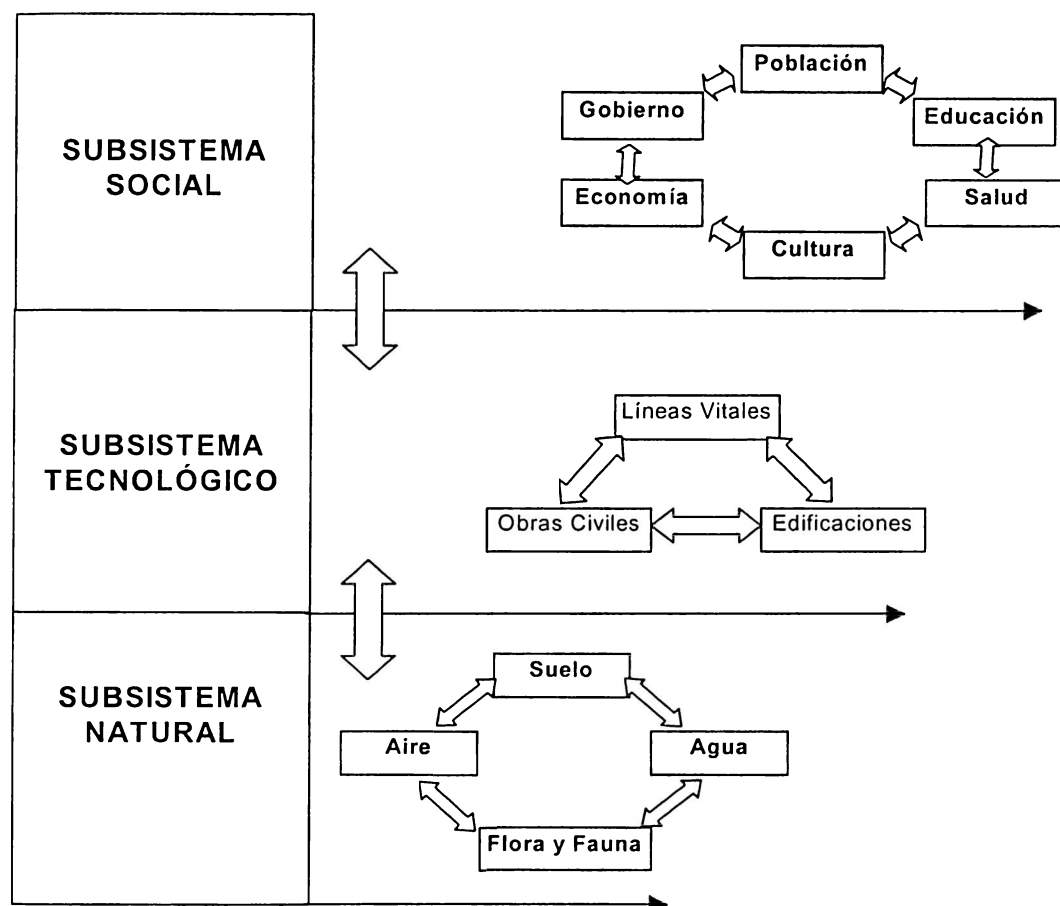 SUBSISTEMA
SOCIAL
Población
Gobierno
Educación
Economía
Salud
Cultura
SUBSISTEMA
TECNOLÓGICO
Líneas Vitales
Obras Civiles
Edificaciones
SUBSISTEMA
NATURAL
Suelo
Aire
Agua
Flora y Fauna